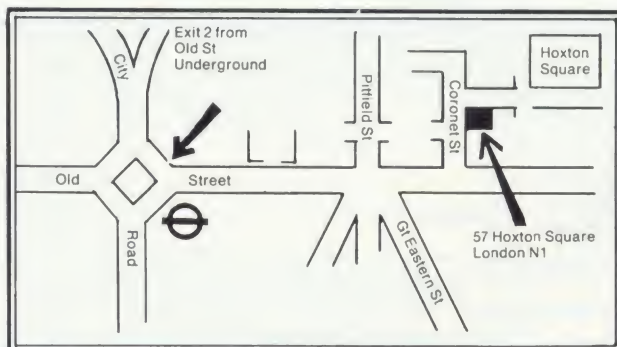 Exit 2 from
Old St
Underground
City
Pitfield St
Coronet St
Hoxton
Square
Old
Street
Road
Gt Eastern St
57 Hoxton Square
London N1